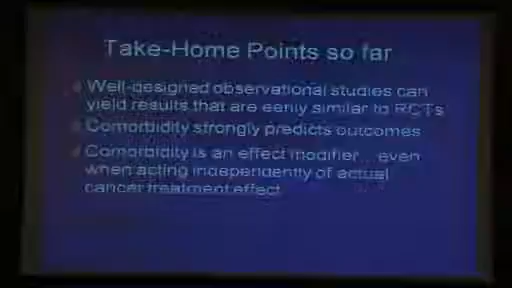 Take-Home Points so far
Well-designed observational studies can
yield results that are eerily similar to RCTs
Comorbidity strongly predicts outcomes
Comorbidity is an effect modifier... even
when acting independently of actual
cancer treatment effect